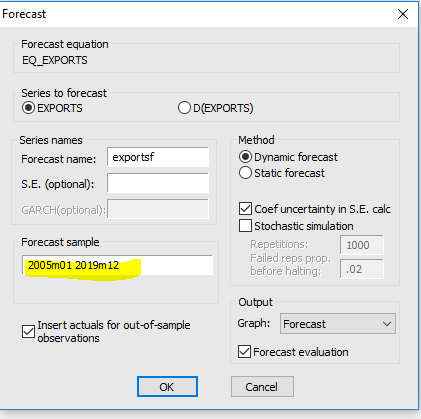 Forecast
Forecast equation
EQ_EXPORTS
Series to forecast
EXPORTS
D(EXPORTS)
Series names
Forecast name: exportsf
S.E. (optional):
GARCH(optional):
Forecast sample
2005m01 2019m12
Insert actuals for out-of-sample
observations
Method
Dynamic forecast
Static forecast
Coef uncertainty in S.E. calc
Stochastic simulation
Repetitions: 1000
Failed reps prop.
before halting: .02
Output
Graph: Forecast
Forecast evaluation
OK
Cancel